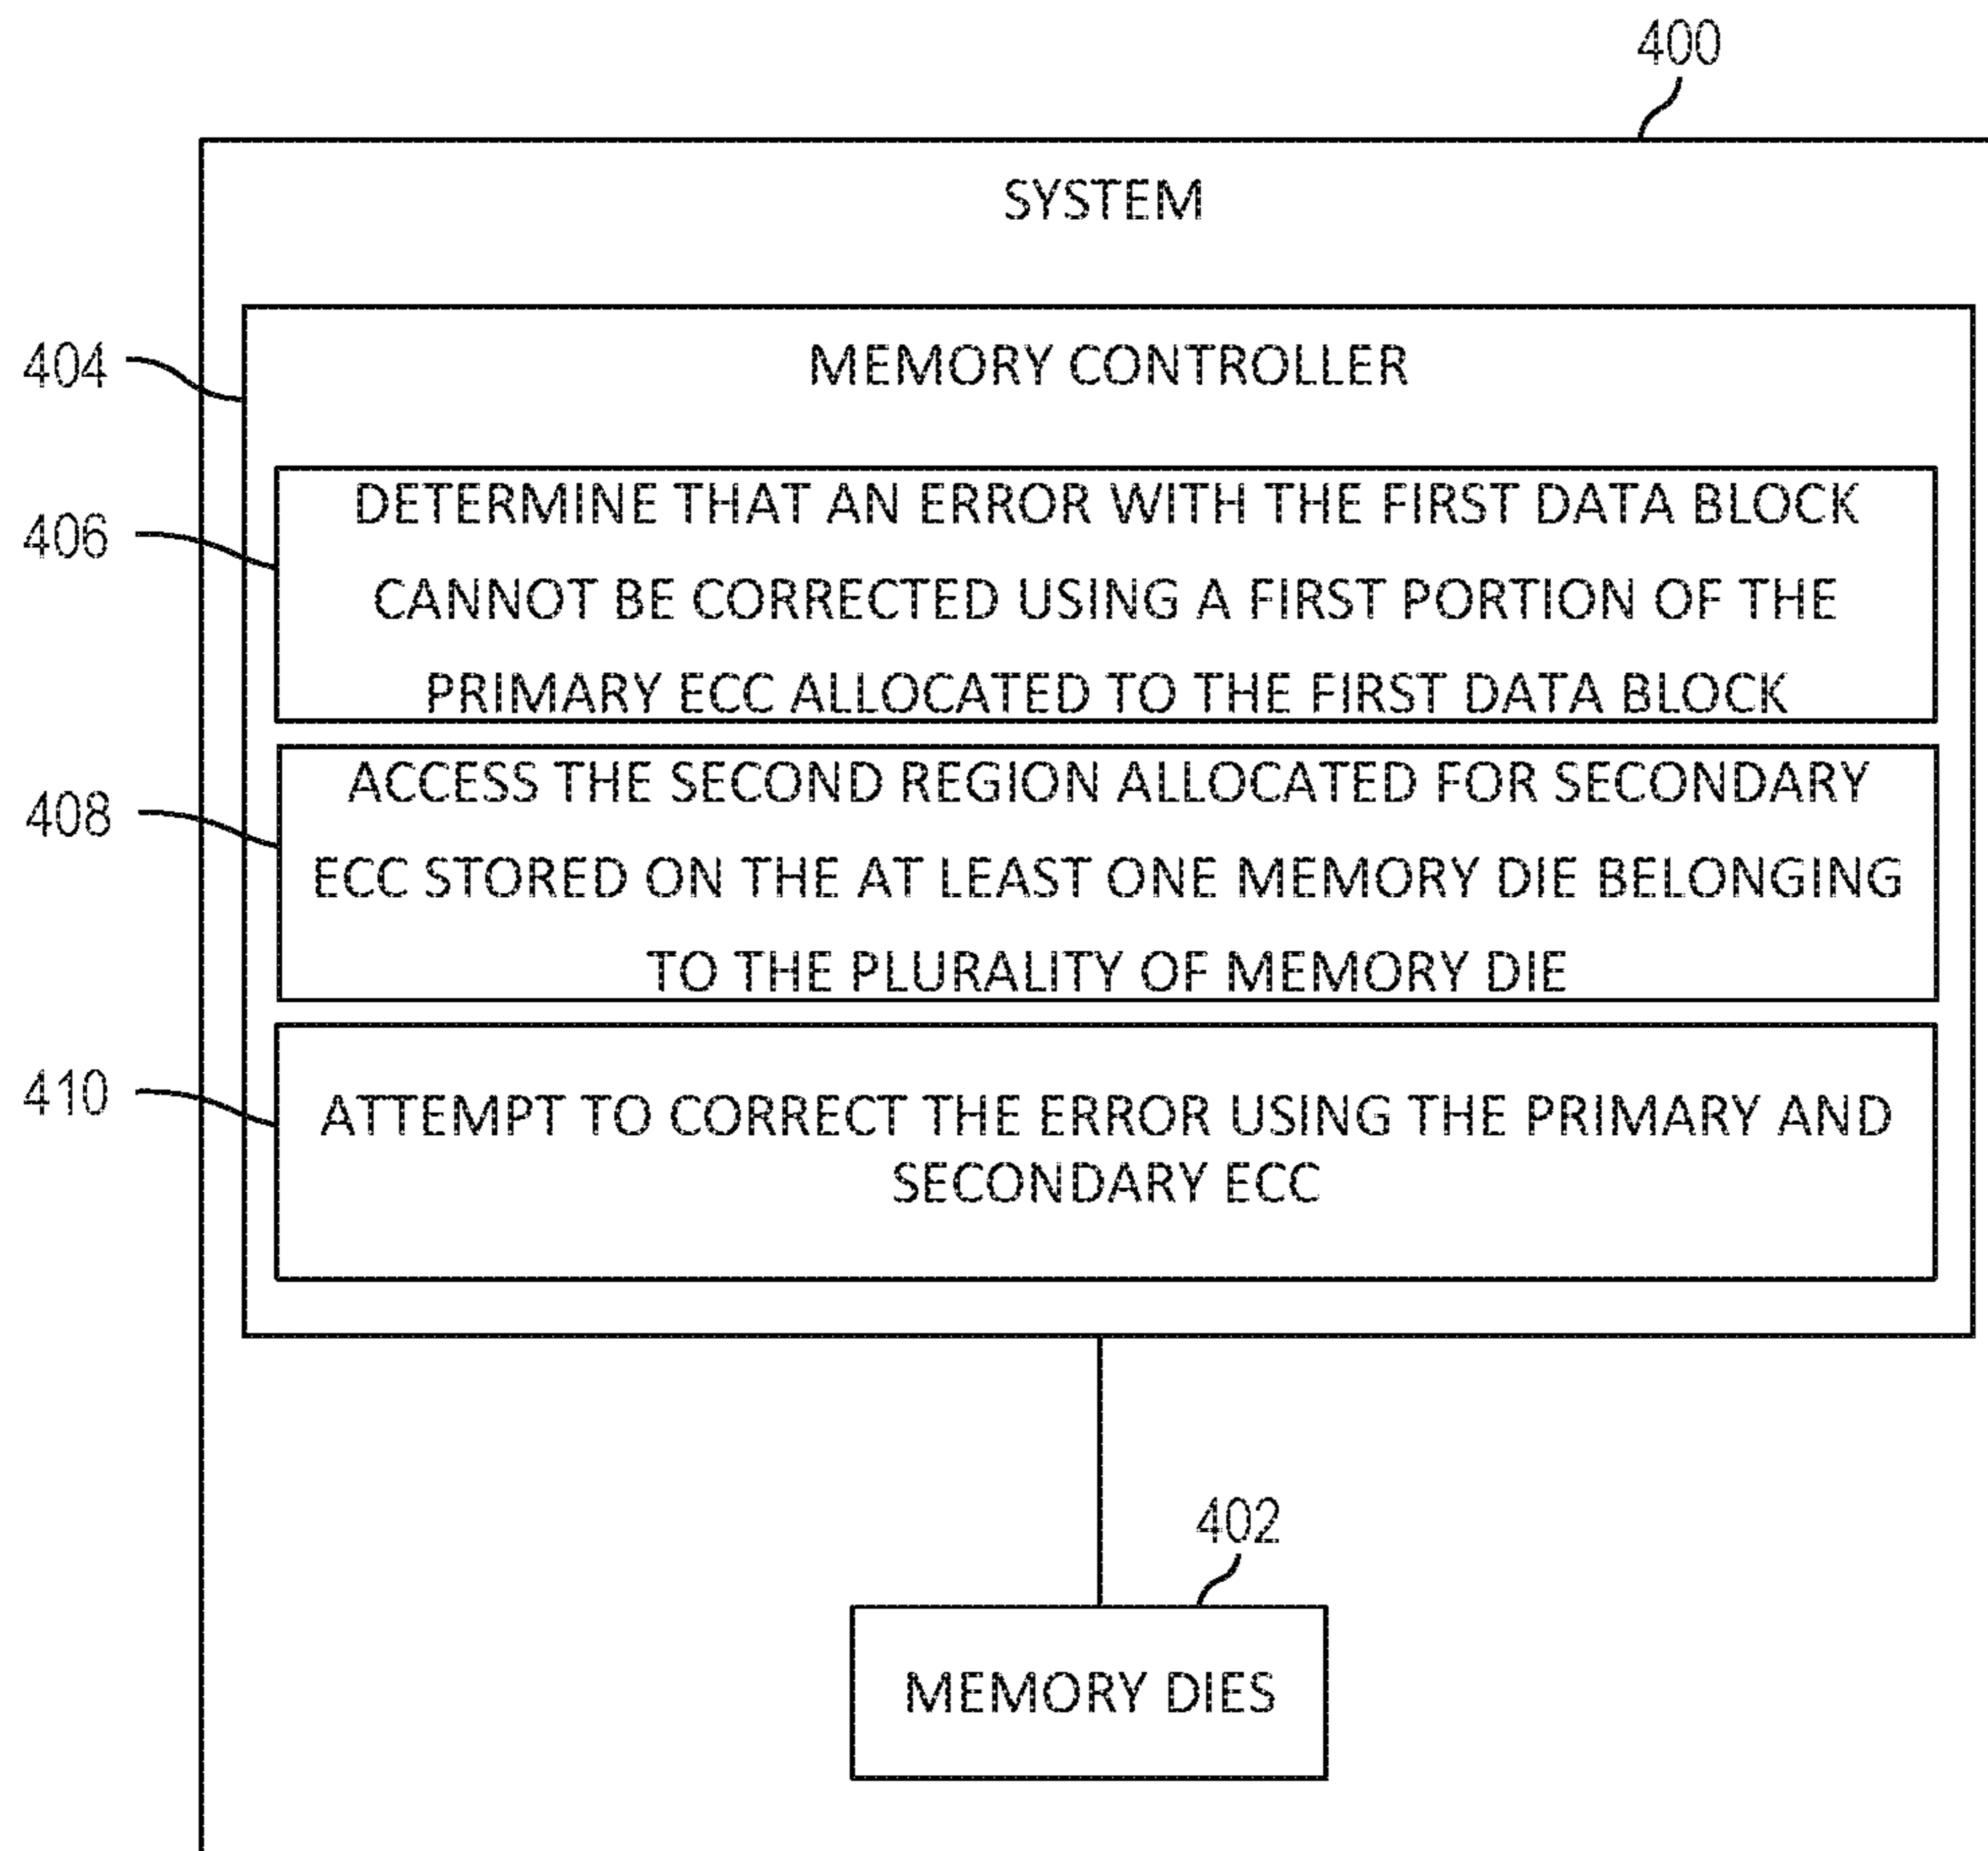 400
SYSTEM
404
MEMORY CONTROLLER
406
DETERMINE THAT AN ERROR WITH THE FIRST DATA BLOCK
CANNOT BE CORRECTED USING A FIRST PORTION OF THE
PRIMARY ECC ALLOCATED TO THE FIRST DATA BLOCK
408
ACCESS THE SECOND REGION ALLOCATED FOR SECONDARY
ECC STORED ON THE AT LEAST ONE MEMORY DIE BELONGING
TO THE PLURALITY OF MEMORY DIE
410
ATTEMPT TO CORRECT THE ERROR USING THE PRIMARY AND
SECONDARY ECC
402
MEMORY DIES